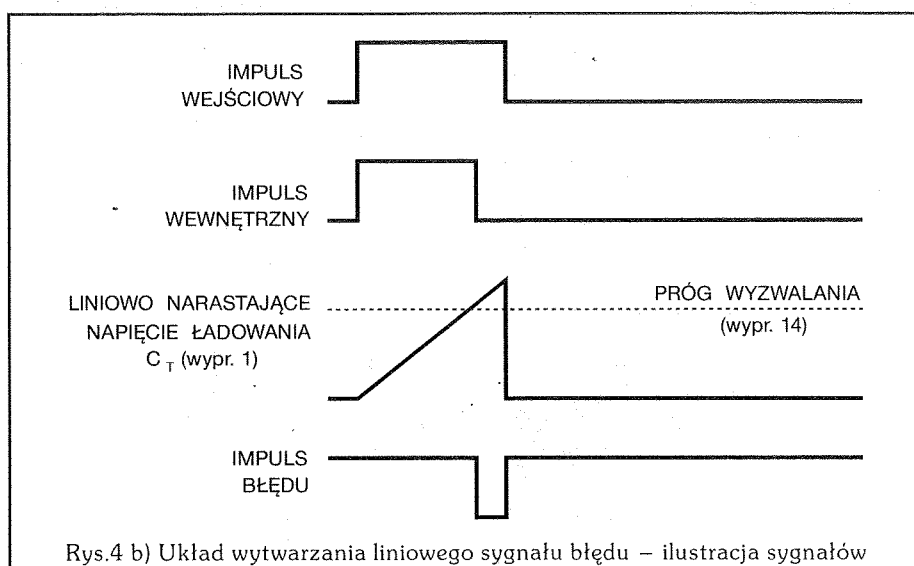 IMPULS
WEJŚCIOWY
IMPULS
WEWNĘTRZNY
LINIOWO NARASTAJĄCE
NAPIĘCIE ŁADOWANIA
C T (wypr. 1)
PRÓG WYZWALANIA
(wypr. 14)
IMPULS
BŁĘDU
Rys.4 b) Układ wytwarzania liniowego sygnału błędu – ilustracja sygnałów